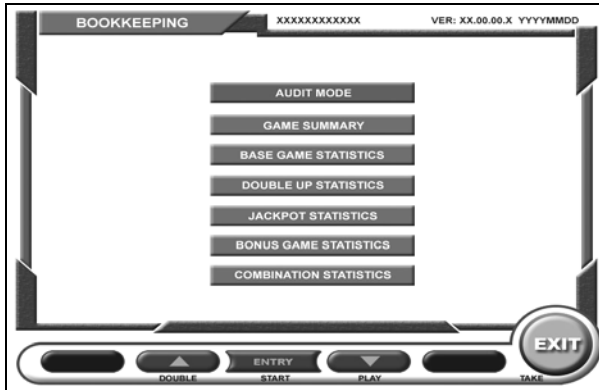 BOOKKEEPING XXXXXXXXXXXX VER: XX.00.00.X YYYYMMDD
AUDIT MODE
GAME SUMMARY
BASE GAME STATISTICS
DOUBLE UP STATISTICS
JACKPOT STATISTICS
BONUS GAME STATISTICS
COMBINATION STATISTICS
EXIT
ENTRY
DOUBLE START PLAY TAKE